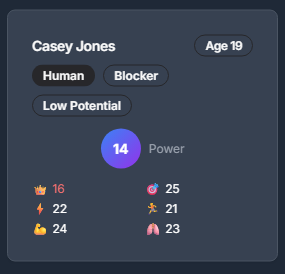 Casey Jones Age 19
Human Blocker
Low Potential
14 Power
16 25
22 21
24 23